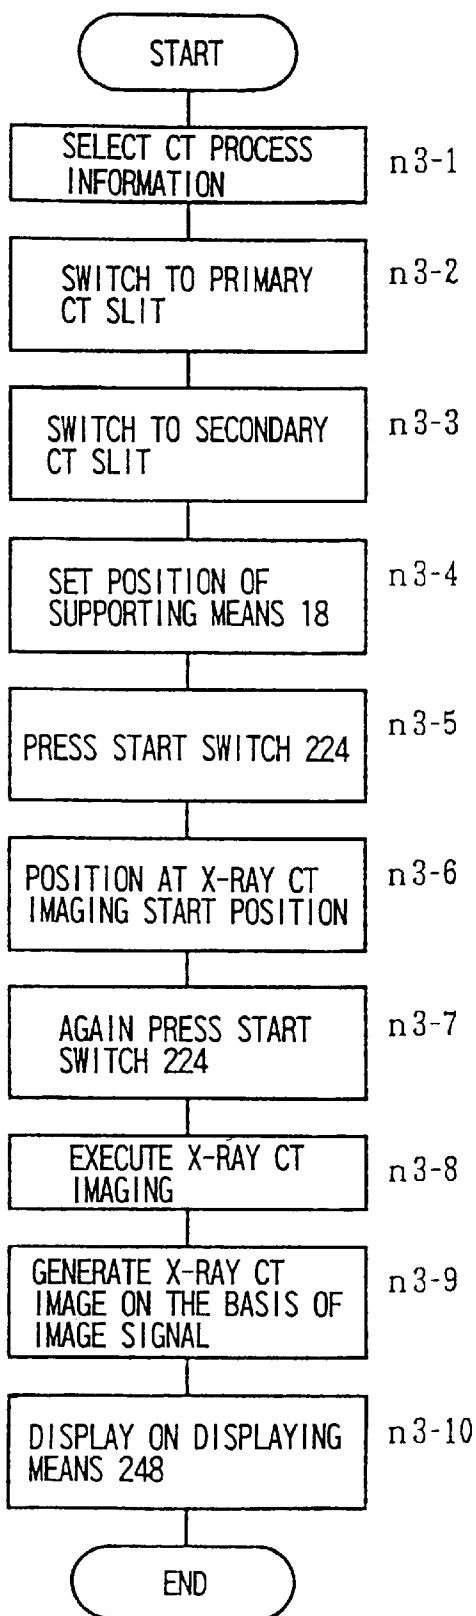 START
SELECT CT PROCESS
INFORMATION
n3-1
SWITCH TO PRIMARY
CT SLIT
n3-2
SWITCH TO SECONDARY
CT SLIT
n3-3
SET POSITION OF
SUPPORTING MEANS 18
n3-4
PRESS START SWITCH 224
n3-5
POSITION AT X-RAY CT
IMAGING START POSITION
n3-6
AGAIN PRESS START
SWITCH 224
n3-7
EXECUTE X-RAY CT
IMAGING
n3-8
GENERATE X-RAY CT
IMAGE ON THE BASIS OF
IMAGE SIGNAL
n3-9
DISPLAY ON DISPLAYING
MEANS 248
n3-10
END